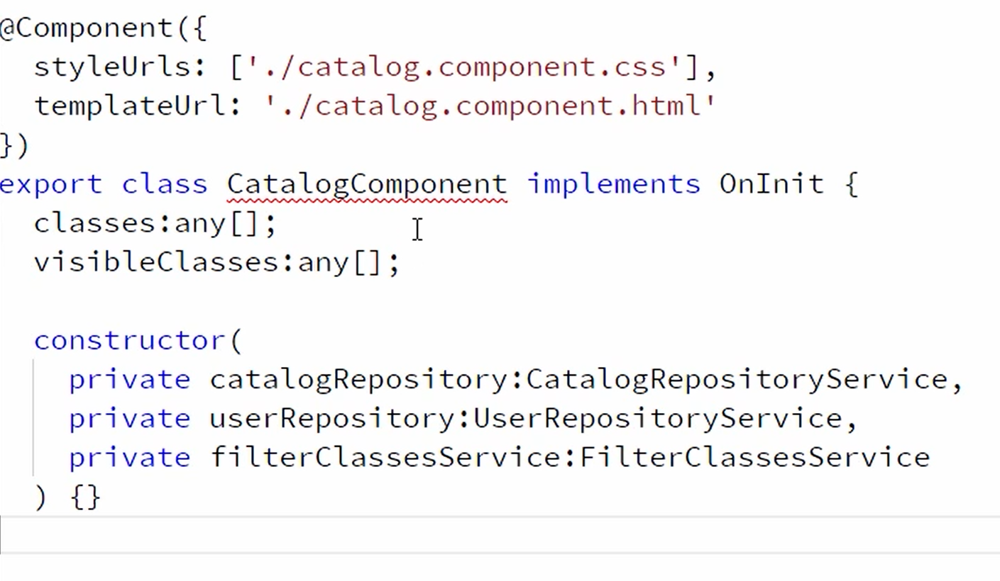 @Component({
  styleUrls: ['./catalog.component.css'],
  templateUrl: './catalog.component.html'
})
export class CatalogComponent implements OnInit {
  classes:any[];
  visibleClasses:any[];
  constructor(
    private catalogRepository:CatalogRepositoryService,
    private userRepository:UserRepositoryService,
    private filterClassesService:FilterClassesService
  ) {}